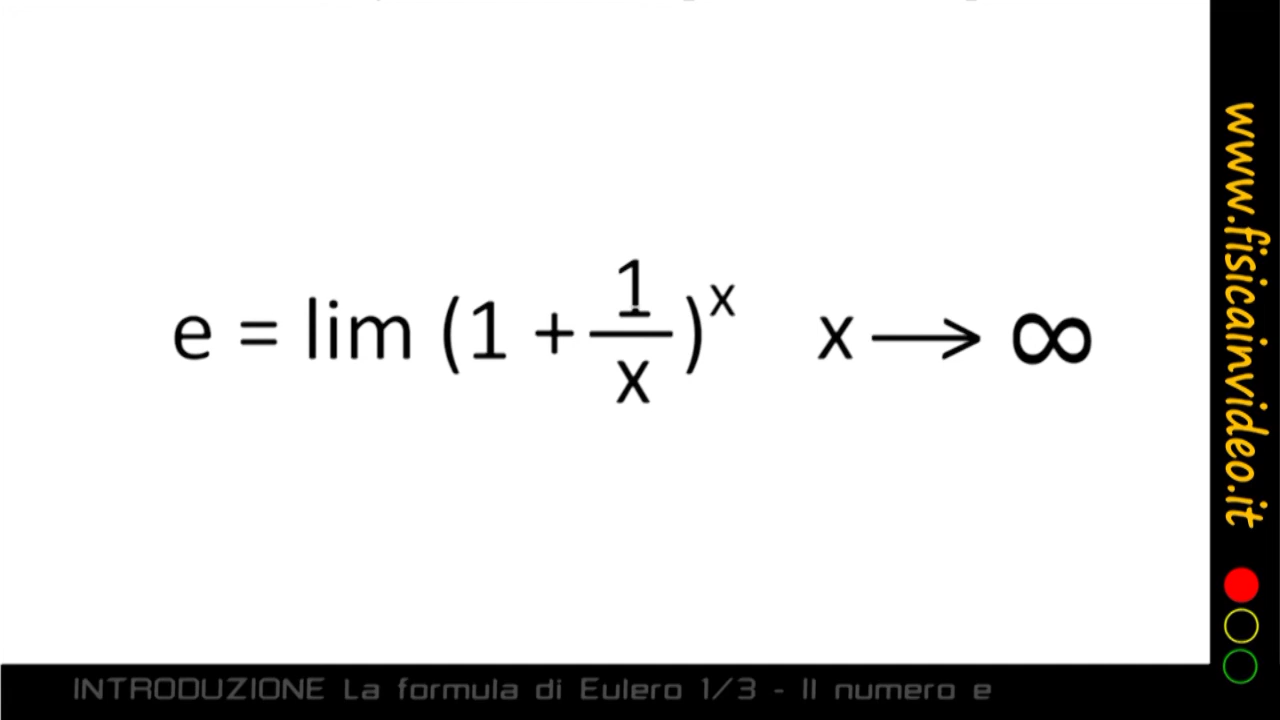 e = lim (1 + 1/x)^x x ⟶ ∞
www.fisicainvideo.it
INTRODUZIONE La formula di Eulero 1/3 - Il numero e